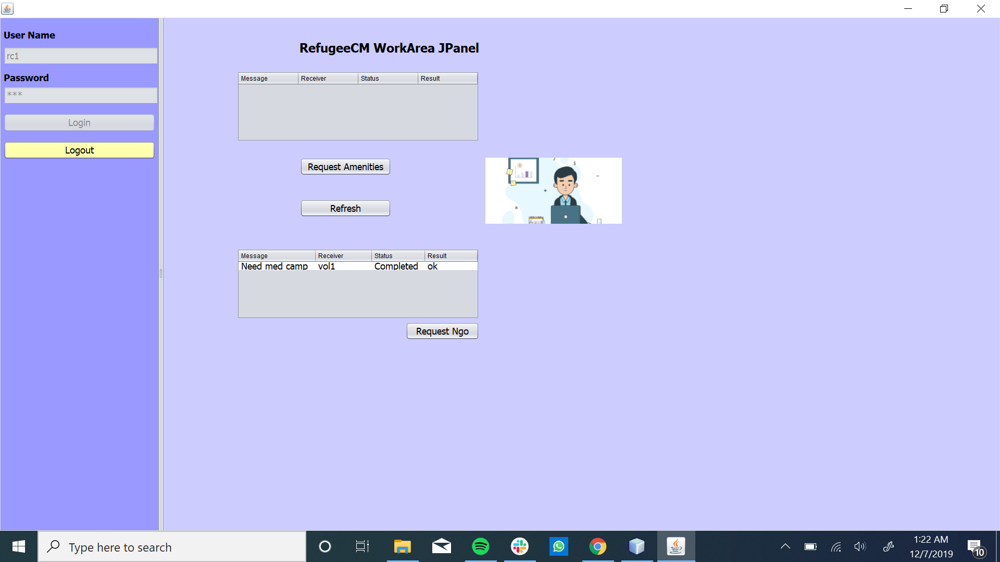 User Name
rc1
Password
***
Login
Logout
RefugeeCM WorkArea JPanel
Message Receiver Status Result
Request Amenities
Refresh
Message Receiver Status Result
Need med camp vol1 Completed ok
Request Ngo
Type here to search
1:22 AM
12/7/2019
10